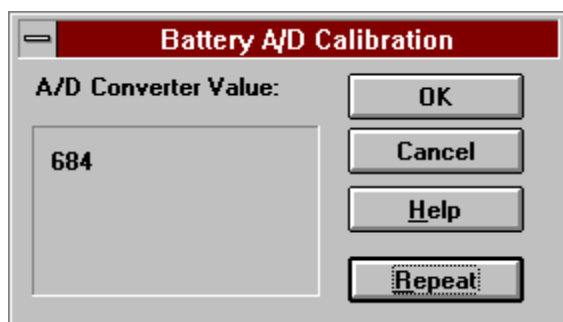 Battery A/D Calibration
A/D Converter Value:
684
OK
Cancel
Help
Repeat